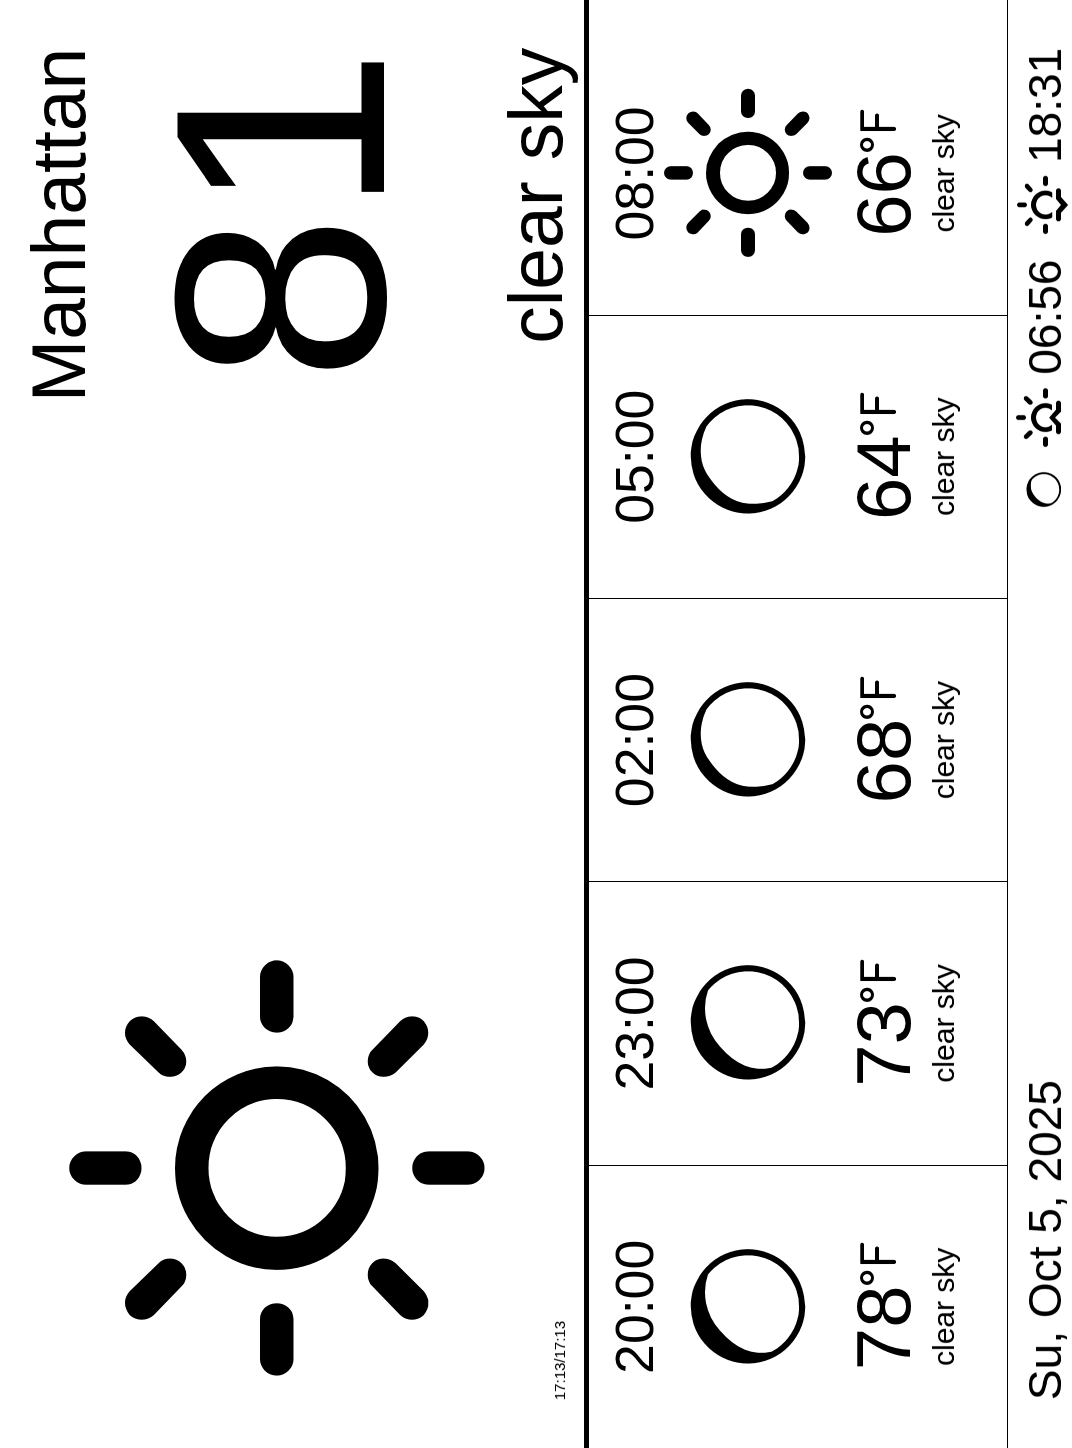 Manhattan
81
clear sky
17:13/17:13
20:00 23:00 02:00 05:00 08:00
78°F 73°F 68°F 64°F 66°F
clear sky clear sky clear sky clear sky clear sky
Su, Oct 5, 2025 06:56 18:31